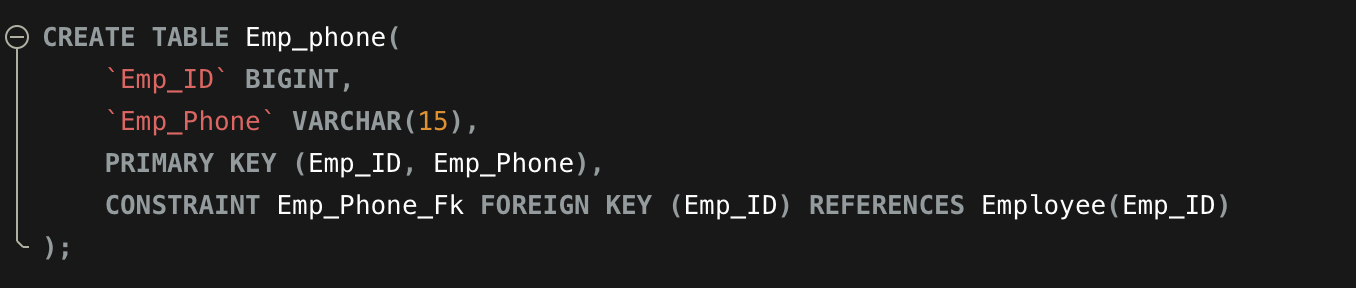 CREATE TABLE Emp_phone(
`Emp_ID` BIGINT,
`Emp_Phone` VARCHAR(15),
PRIMARY KEY (Emp_ID, Emp_Phone),
CONSTRAINT Emp_Phone_Fk FOREIGN KEY (Emp_ID) REFERENCES Employee(Emp_ID)
);